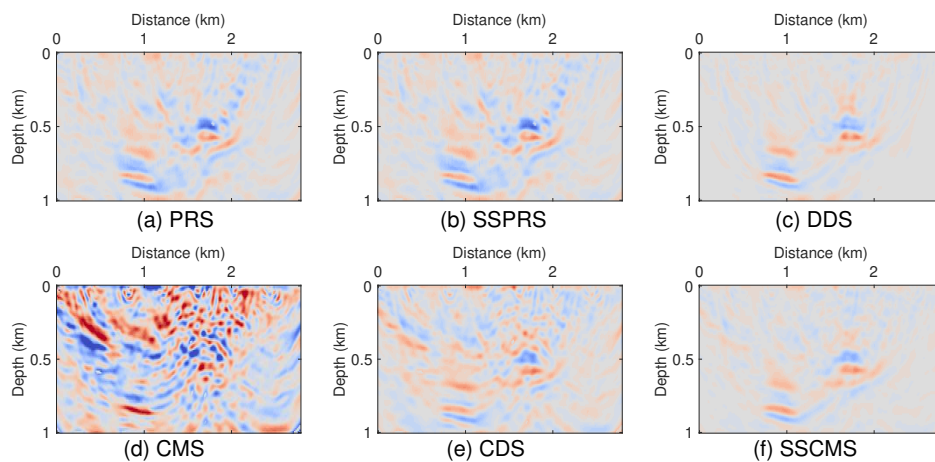 Distance (km) Distance (km) Distance (km)
0 1 2 0 1 2 0 1 2
0 0 0
Depth (km) Depth (km) Depth (km)
0.5 0.5 0.5
1 1 1
(a) PRS (b) SSPRS (c) DDS
Distance (km) Distance (km) Distance (km)
0 1 2 0 1 2 0 1 2
0 0 0
Depth (km) Depth (km) Depth (km)
0.5 0.5 0.5
1 1 1
(d) CMS (e) CDS (f) SSCMS